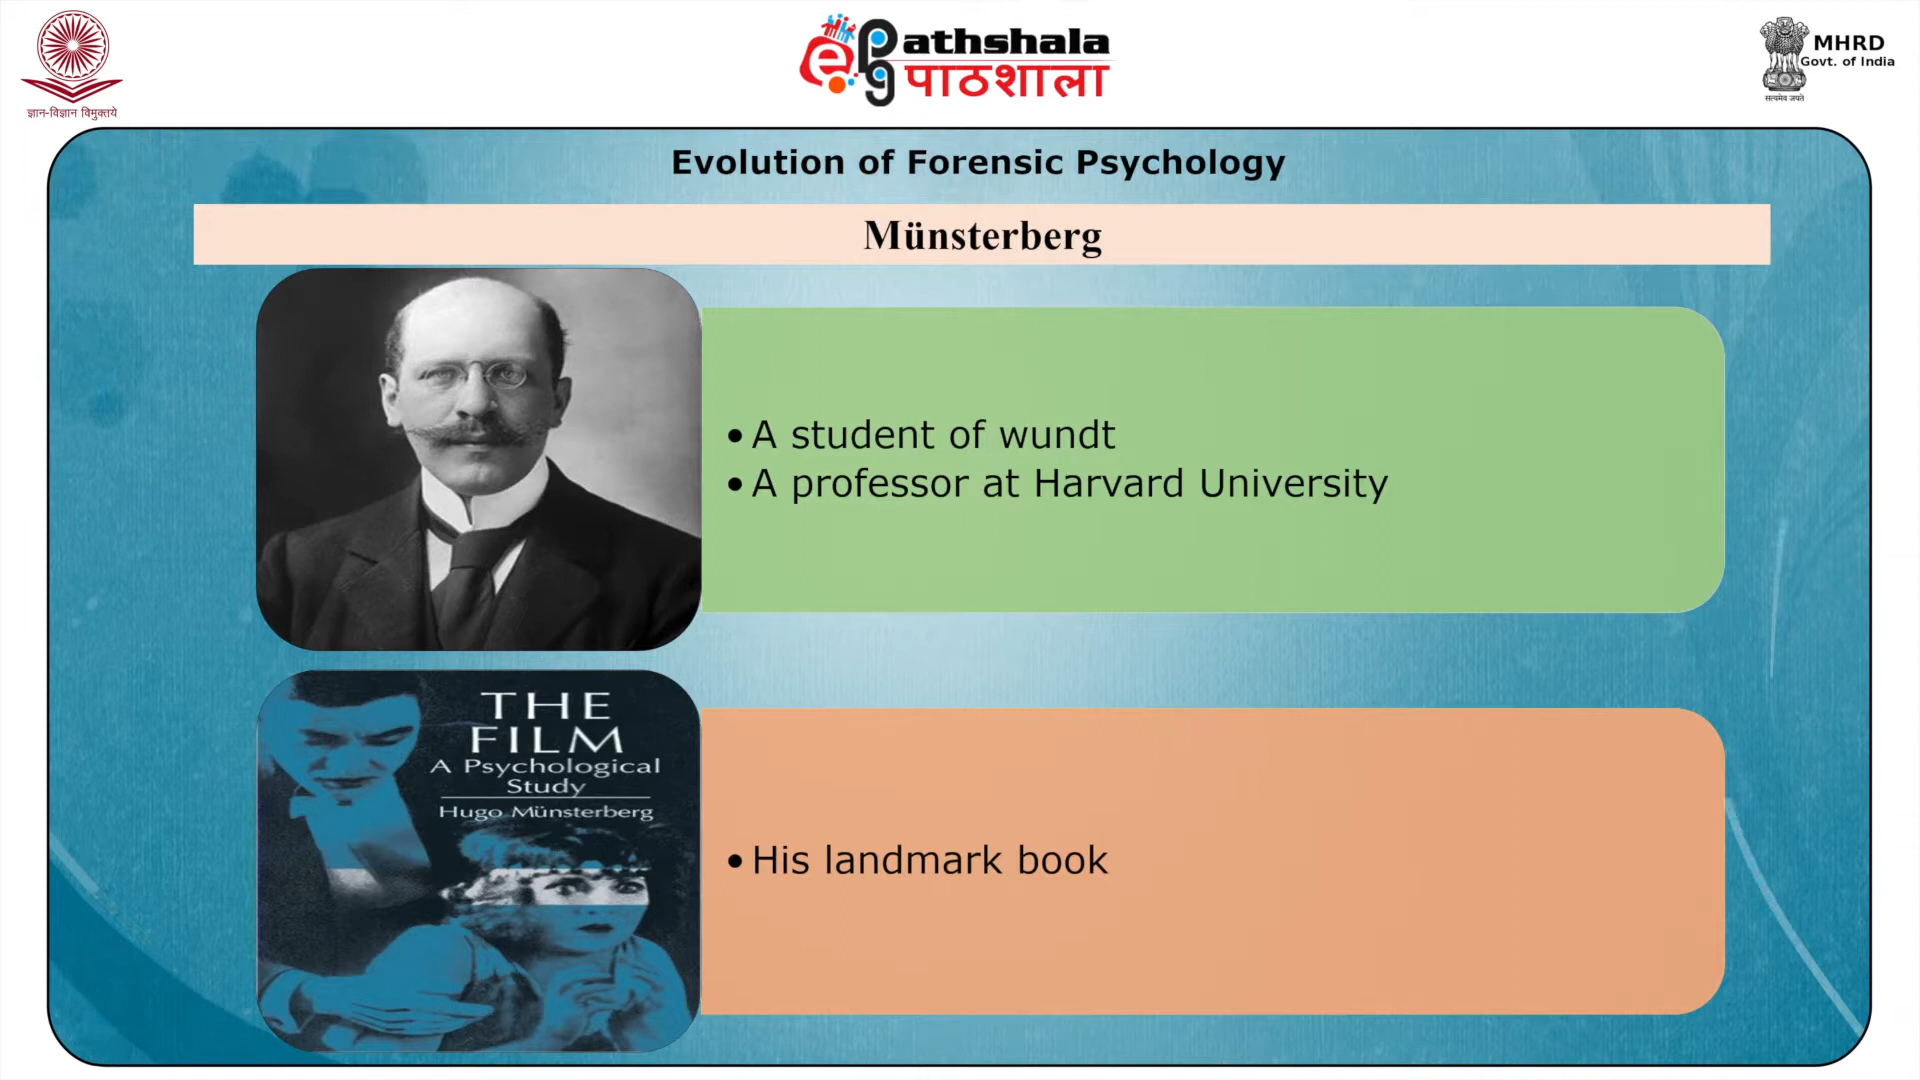 ज्ञान-विज्ञान विमुक्तये
e
PG
athshala
पाठशाला
MHRD
Govt. of India
सत्यमेव जयते
Evolution of Forensic Psychology
Münsterberg
• A student of wundt
• A professor at Harvard University
THE
FILM
A Psychological
Study
Hugo Münsterberg
• His landmark book